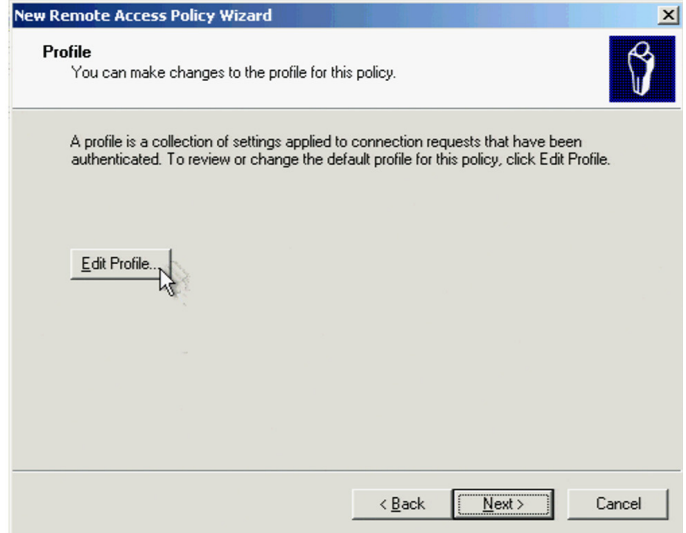 New Remote Access Policy Wizard
Profile
You can make changes to the profile for this policy.
A profile is a collection of settings applied to connection requests that have been
authenticated. To review or change the default profile for this policy, click Edit Profile.
Edit Profile...
< Back
Next >
Cancel